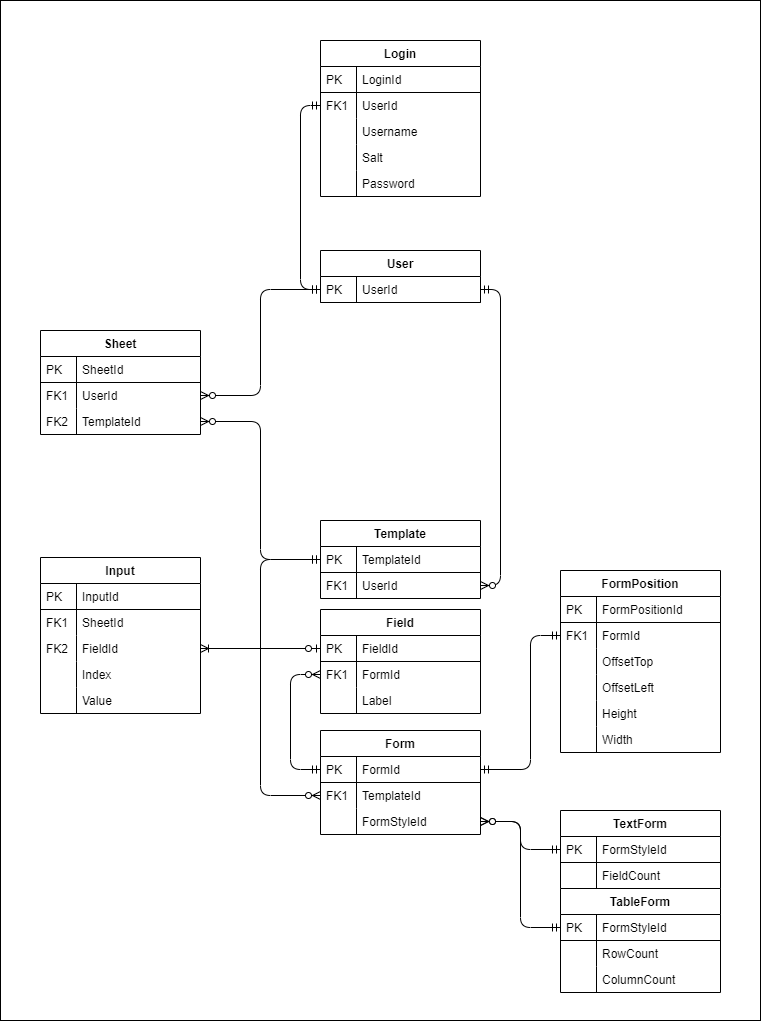 Login
PK LoginId
FK1 UserId
Username
Salt
Password
User
PK UserId
Sheet
PK SheetId
FK1 UserId
FK2 TemplateId
Template
PK TemplateId
FK1 UserId
Input
PK InputId
FK1 SheetId
FK2 FieldId
Index
Value
Field
PK FieldId
FK1 FormId
Label
FormPosition
PK FormPositionId
FK1 FormId
OffsetTop
OffsetLeft
Height
Width
Form
PK FormId
FK1 TemplateId
FormStyleId
TextForm
PK FormStyleId
FieldCount
TableForm
PK FormStyleId
RowCount
ColumnCount